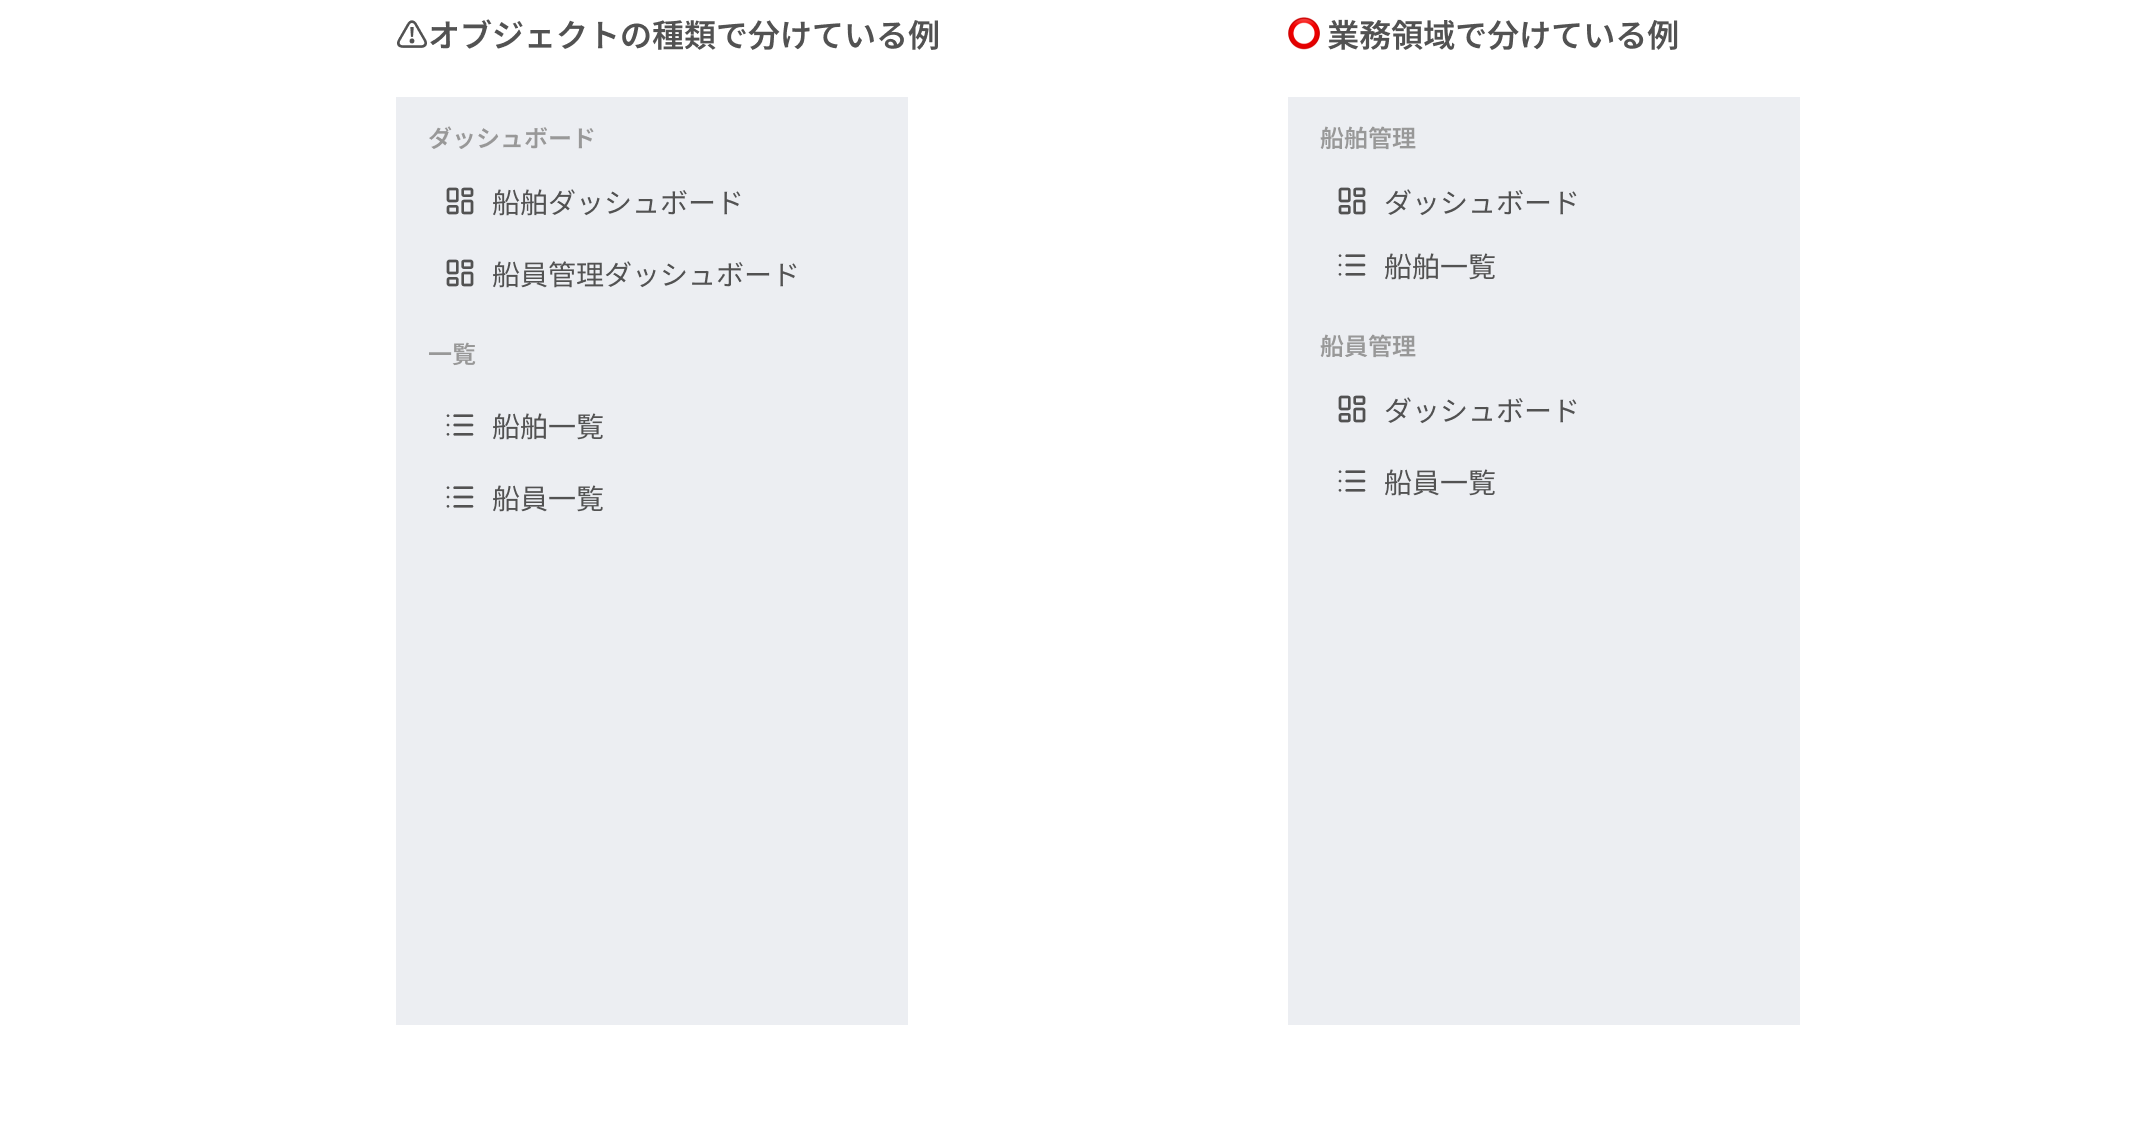 ⚠オブジェクトの種類で分けている例
ダッシュボード
船舶ダッシュボード
船員管理ダッシュボード
一覧
船舶一覧
船員一覧
⭕ 業務領域で分けている例
船舶管理
ダッシュボード
船舶一覧
船員管理
ダッシュボード
船員一覧